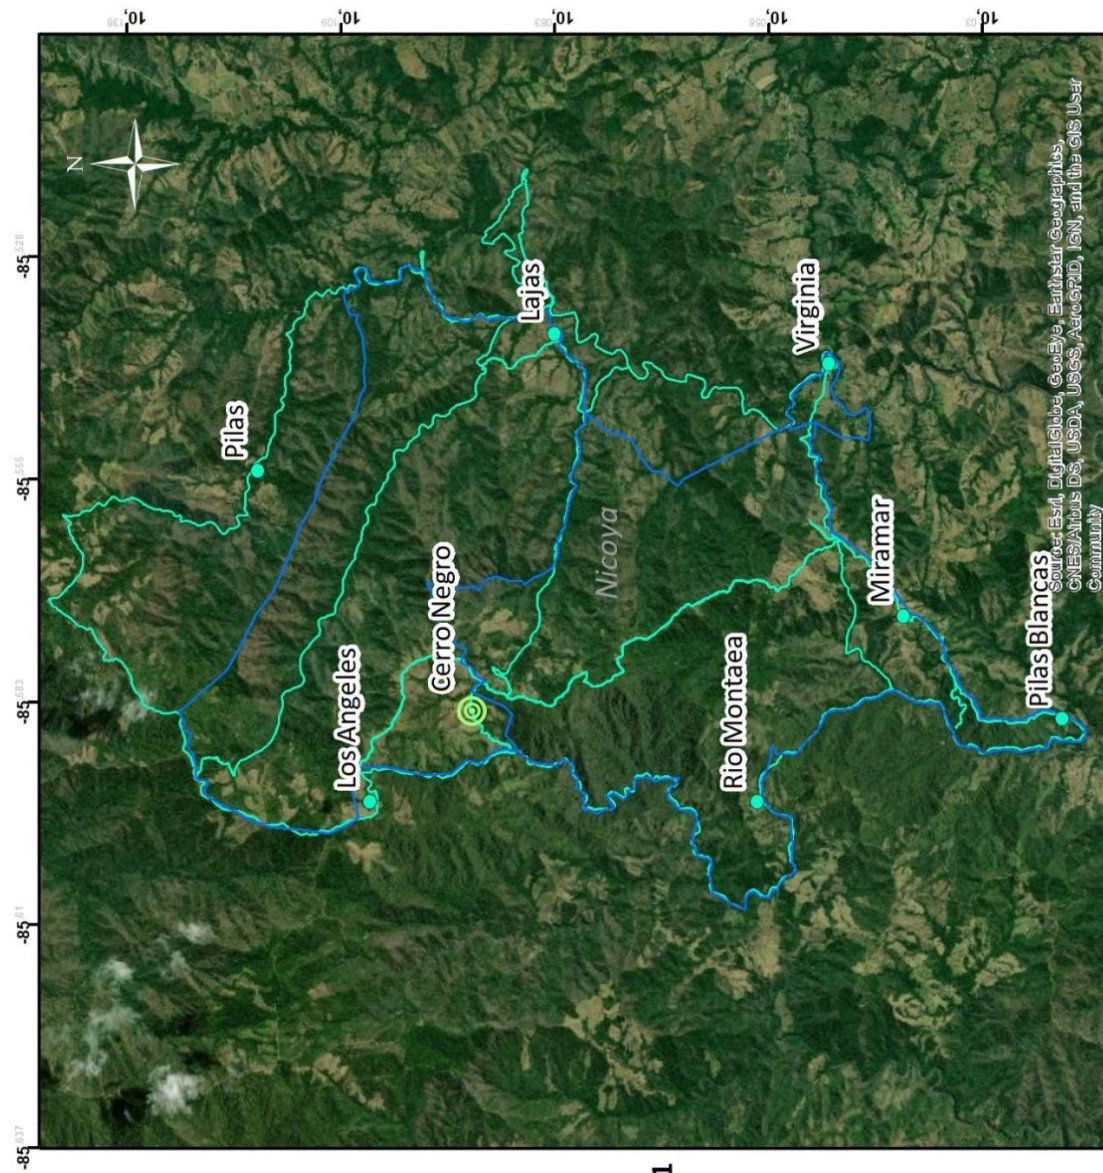 10,136
10,109
10,083
10,056
10,03
N
-85,528
-85,555
-85,583
-85,61
-85,637
Pilas
Lajas
Virginia
Los Angeles
Cerro Negro
Nicoya
Miramar
Rio Montaea
Pilas Blancas
Source: Esri, DigitalGlobe, GeoEye, Earthstar Geographics,
CNES/Airbus DS, USDA, USGS, AeroGRID, IGN, and the GIS User
Community
1